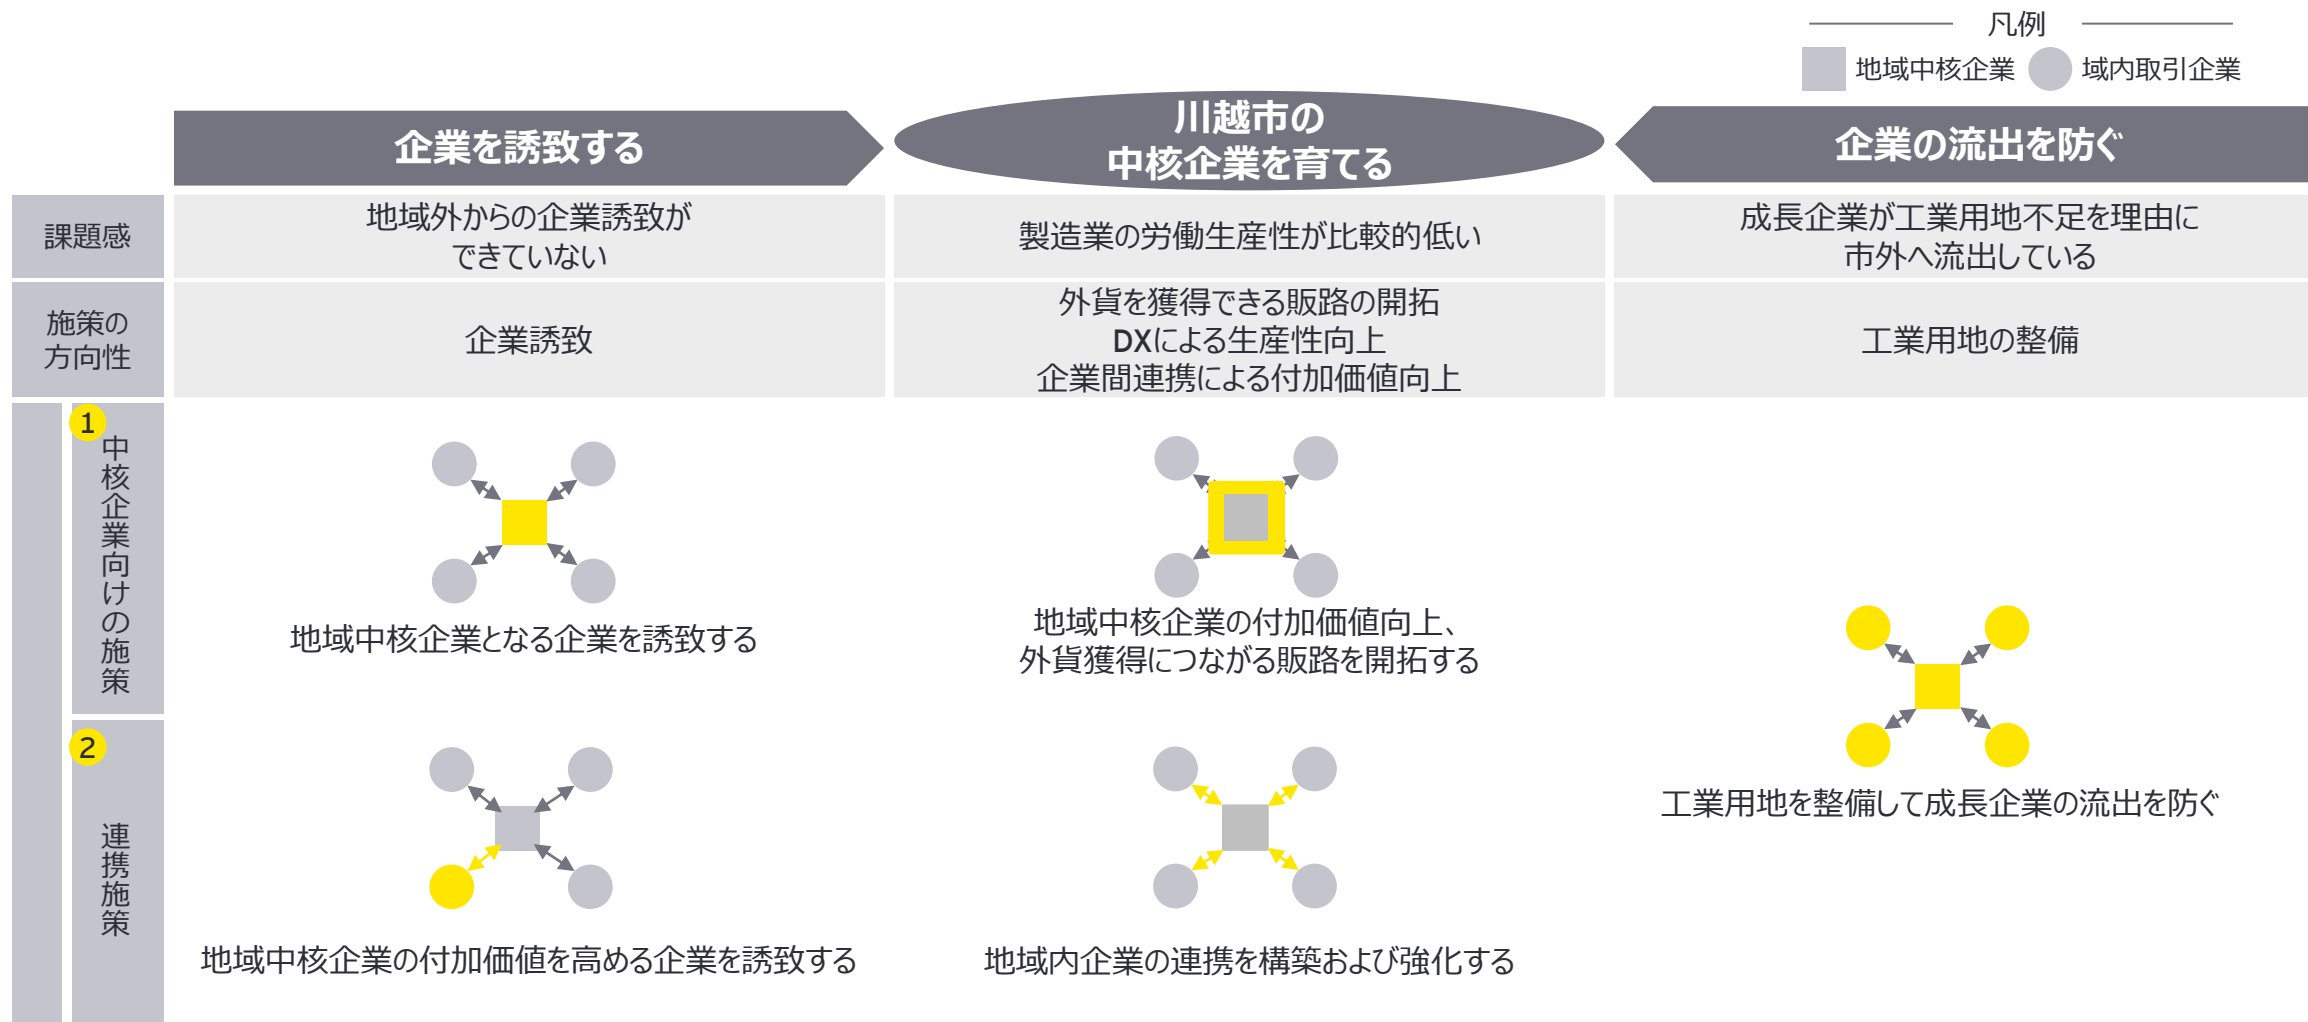 凡例
地域中核企業
域内取引企業
企業を誘致する
川越市の
中核企業を育てる
企業の流出を防ぐ
課題感
地域外からの企業誘致が
できていない
製造業の労働生産性が比較的低い
成長企業が工業用地不足を理由に
市外へ流出している
施策の
方向性
企業誘致
外貨を獲得できる販路の開拓
DXによる生産性向上
企業間連携による付加価値向上
工業用地の整備
1
中核企業向けの施策
地域中核企業となる企業を誘致する
地域中核企業の付加価値向上、
外貨獲得につながる販路を開拓する
工業用地を整備して成長企業の流出を防ぐ
2
連携施策
地域中核企業の付加価値を高める企業を誘致する
地域内企業の連携を構築および強化する